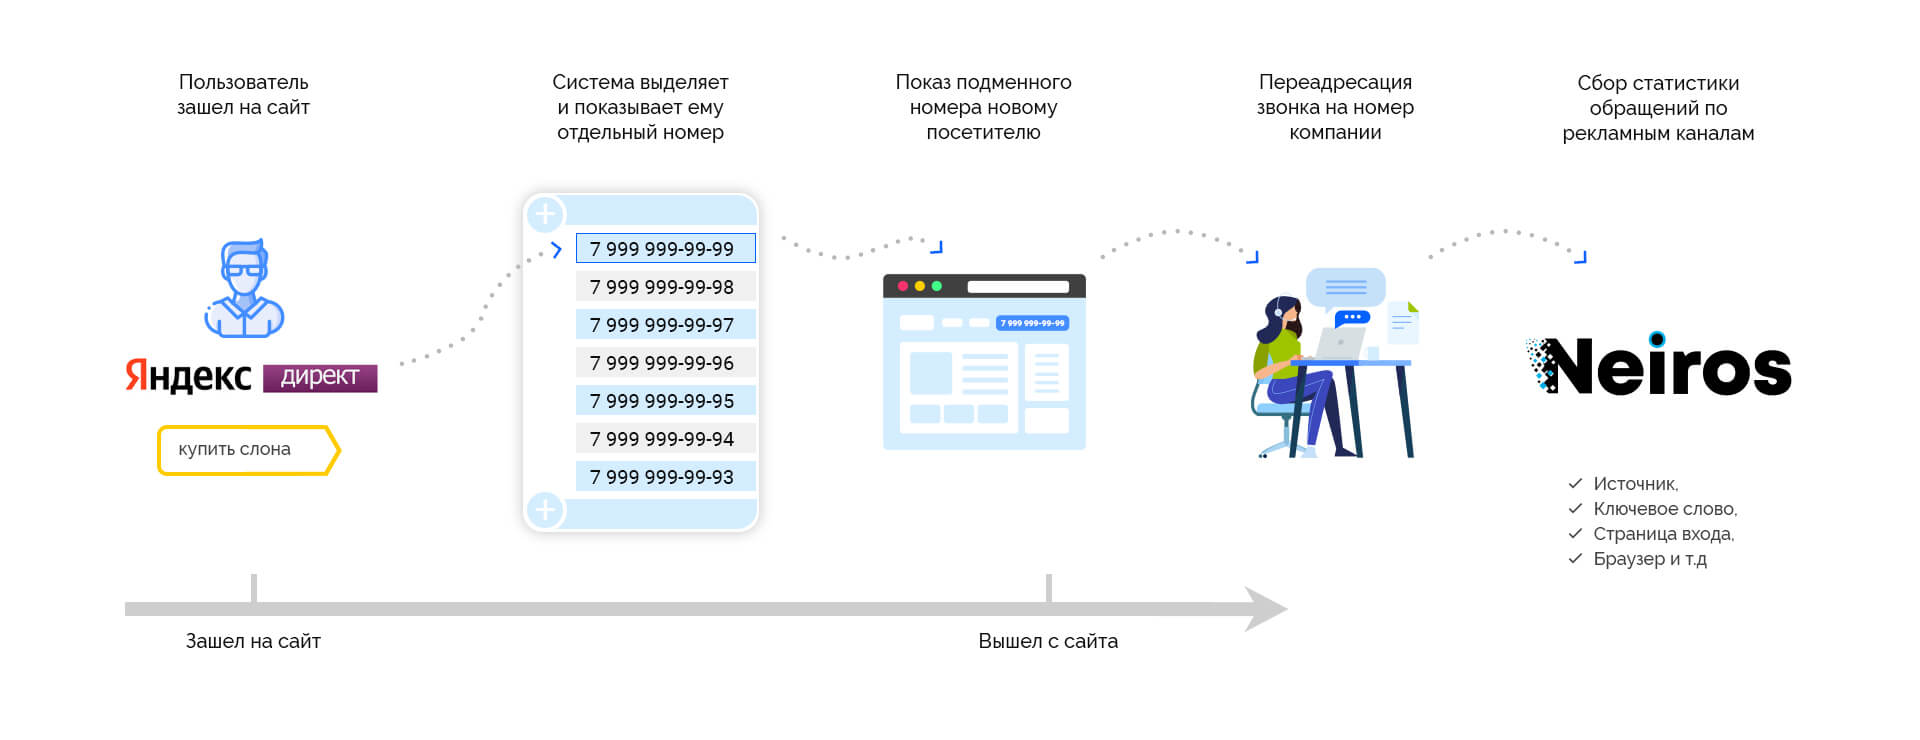 Пользователь
зашел на сайт
Система выделяет
и показывает ему
отдельный номер
Показ подменного
номера новому
посетителю
Переадресация
звонка на номер
компании
Сбор статистики
обращений по
рекламным каналам
Яндекс директ
купить слона
7 999 999-99-99
7 999 999-99-98
7 999 999-99-97
7 999 999-99-96
7 999 999-99-95
7 999 999-99-94
7 999 999-99-93
7 999 999-99-99
Neiros
Источник,
Ключевое слово,
Страница входа,
Браузер и т.д
Зашел на сайт
Вышел с сайта